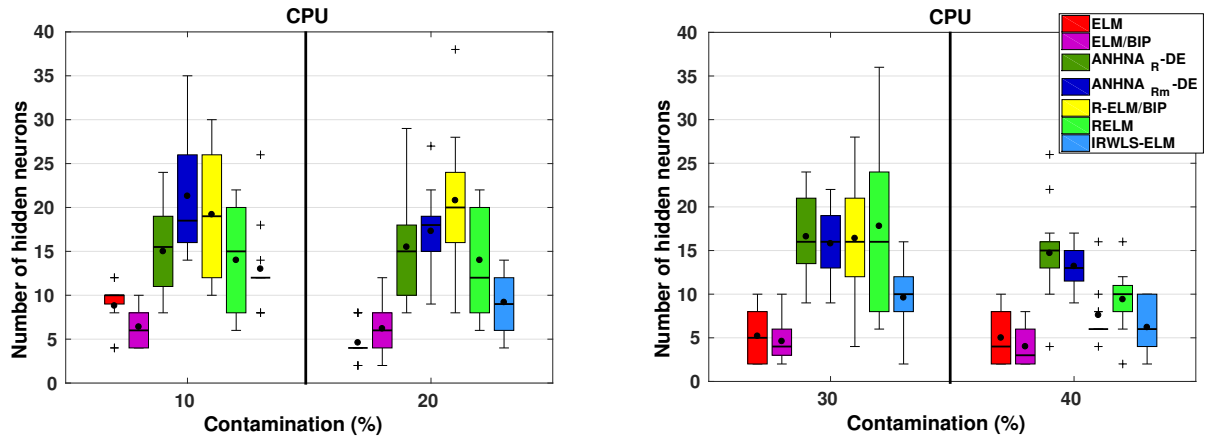 CPU
Number of hidden neurons
40
35
30
25
20
15
10
5
0
10
20
Contamination (%)
CPU
Number of hidden neurons
40
35
30
25
20
15
10
5
0
30
40
Contamination (%)
ELM
ELM/BIP
ANHNA R-DE
ANHNA Rm-DE
R-ELM/BIP
RELM
IRWLS-ELM